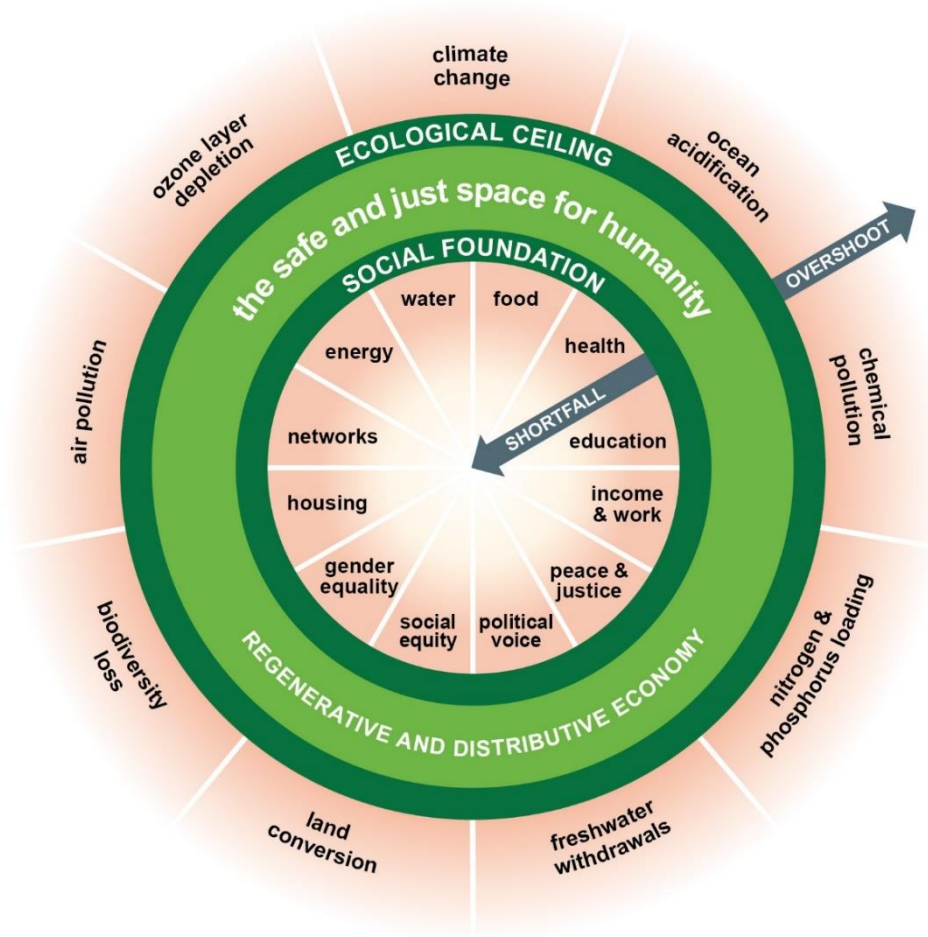 climate
change
ocean
acidification
chemical
pollution
nitrogen &
phosphorus loading
freshwater
withdrawals
land
conversion
biodiversity
loss
air pollution
ozone layer
depletion
ECOLOGICAL CEILING
the safe and just space for humanity
SOCIAL FOUNDATION
OVERSHOOT
SHORTFALL
water
food
health
education
income
& work
peace &
justice
political
voice
social
equity
gender
equality
housing
networks
energy
REGENERATIVE AND DISTRIBUTIVE ECONOMY